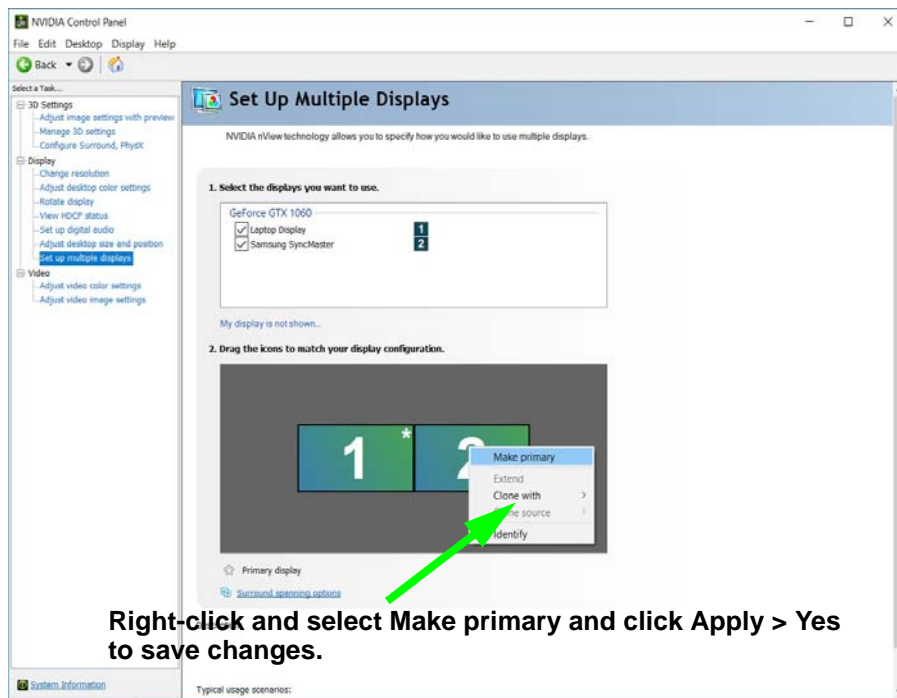 NVIDIA Control Panel
File Edit Desktop Display Help
Back
Select a Task...
3D Settings
Adjust image settings with preview
Manage 3D settings
Configure Surround, PhysX
Display
Change resolution
Adjust desktop color settings
Rotate display
View HDCP status
Set up digital audio
Adjust desktop size and position
Set up multiple displays
Video
Adjust video color settings
Adjust video image settings
System Information
Set Up Multiple Displays
NVIDIA nView technology allows you to specify how you would like to use multiple displays.
1. Select the displays you want to use.
GeForce GTX 1060
Laptop Display 1
Samsung SyncMaster 2
My display is not shown...
2. Drag the icons to match your display configuration.
1 * 2
Make primary
Extend
Clone with
source
Identify
Primary display
Surround spanning options
Right-click and select Make primary and click Apply > Yes
to save changes.
Typical usage scenarios: